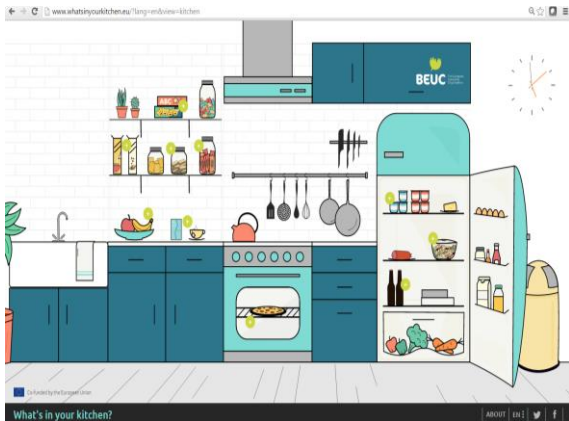 www.whatsinyourkitchen.eu/?lang=en&view=kitchen
BEUC
ABC
Co-funded by the European Union
What's in your kitchen?
ABOUT
EN
f